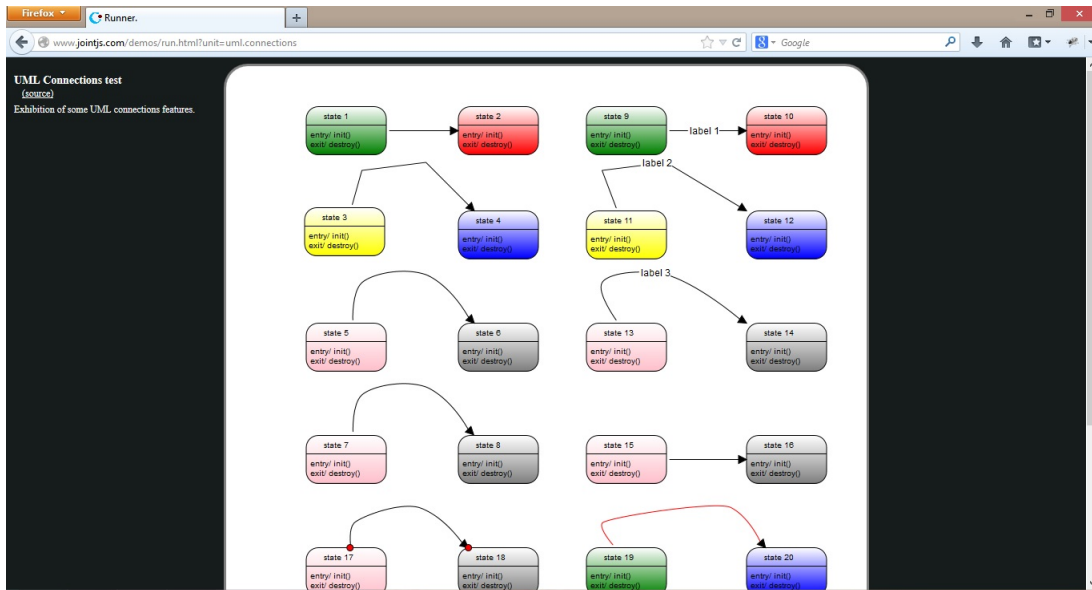 Firefox
Runner.
www.jointjs.com/demos/run.html?unit=uml.connections
Google
UML Connections test
(source)
Exhibition of some UML connections features.
state 1
entry/ init()
exit/ destroy()
state 2
entry/ init()
exit/ destroy()
state 9
entry/ init()
exit/ destroy()
label 1
state 10
entry/ init()
exit/ destroy()
label 2
state 3
entry/ init()
exit/ destroy()
state 4
entry/ init()
exit/ destroy()
state 11
entry/ init()
exit/ destroy()
state 12
entry/ init()
exit/ destroy()
label 3
state 5
entry/ init()
exit/ destroy()
state 6
entry/ init()
exit/ destroy()
state 13
entry/ init()
exit/ destroy()
state 14
entry/ init()
exit/ destroy()
state 7
entry/ init()
exit/ destroy()
state 8
entry/ init()
exit/ destroy()
state 15
entry/ init()
exit/ destroy()
state 16
entry/ init()
exit/ destroy()
state 17
entry/ init()
exit/ destroy()
state 18
entry/ init()
exit/ destroy()
state 19
entry/ init()
exit/ destroy()
state 20
entry/ init()
exit/ destroy()